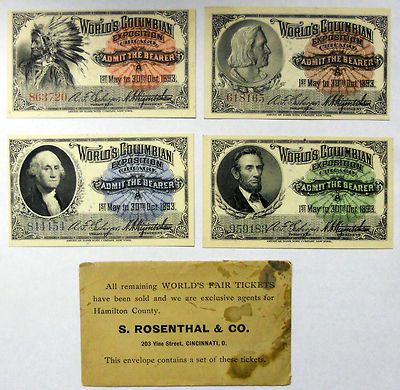 WORLD'S COLUMBIAN
EXPOSITION
CHICAGO
ADMIT THE BEARER
1ST May to 30TH Oct. 1893.
863720
WORLD'S COLUMBIAN
EXPOSITION
CHICAGO
ADMIT THE BEARER
1ST May to 30TH Oct. 1893.
618165
WORLD'S COLUMBIAN
EXPOSITION
CHICAGO
ADMIT THE BEARER
1ST May to 30TH Oct. 1893.
WORLD'S COLUMBIAN
EXPOSITION
CHICAGO
ADMIT THE BEARER
1ST May to 30TH Oct. 1893.
959183
All remaining WORLD'S FAIR TICKETS
have been sold and we are exclusive agents for
Hamilton County.
S. ROSENTHAL & CO.
203 Vine Street, CINCINNATI, O.
This envelope contains a set of these tickets.